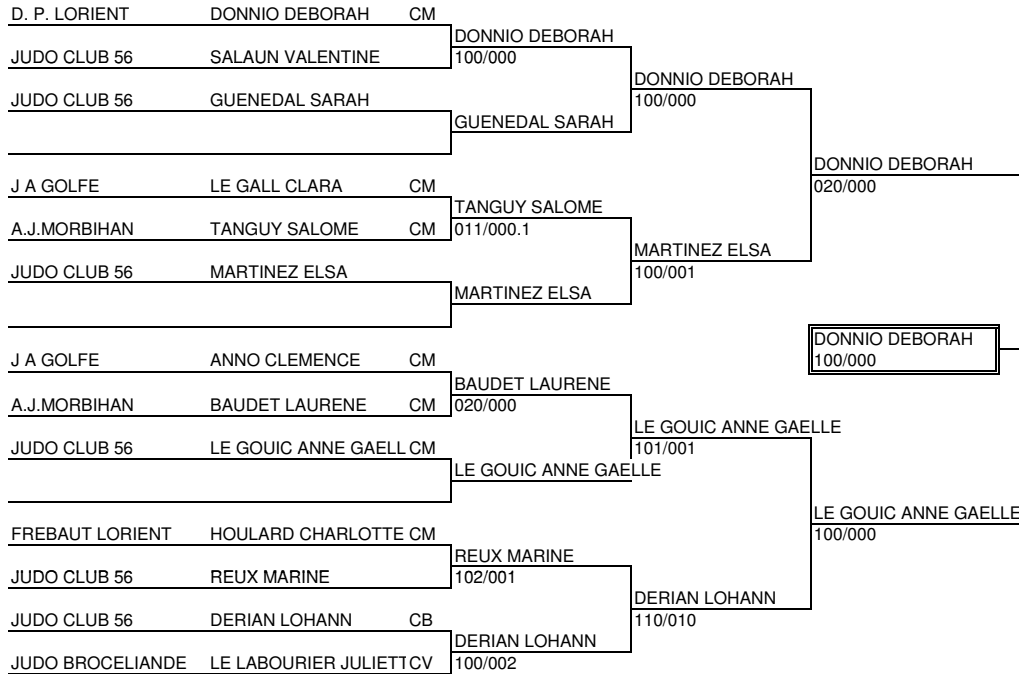 D. P. LORIENT DONNIO DEBORAH CM
DONNIO DEBORAH
JUDO CLUB 56 SALAUN VALENTINE 100/000
DONNIO DEBORAH
JUDO CLUB 56 GUENEDAL SARAH 100/000
GUENEDAL SARAH
DONNIO DEBORAH
J A GOLFE LE GALL CLARA CM 020/000
TANGUY SALOME
A.J.MORBIHAN TANGUY SALOME CM 011/000.1
MARTINEZ ELSA
JUDO CLUB 56 MARTINEZ ELSA 100/001
MARTINEZ ELSA
DONNIO DEBORAH
J A GOLFE ANNO CLEMENCE CM 100/000
BAUDET LAURENE
A.J.MORBIHAN BAUDET LAURENE CM 020/000
LE GOUIC ANNE GAELLE
JUDO CLUB 56 LE GOUIC ANNE GAELL CM 101/001
LE GOUIC ANNE GAELLE
LE GOUIC ANNE GAELLE
FREBAUT LORIENT HOULARD CHARLOTTE CM 100/000
REUX MARINE
JUDO CLUB 56 REUX MARINE 102/001
DERIAN LOHANN
JUDO CLUB 56 DERIAN LOHANN CB 110/010
DERIAN LOHANN
JUDO BROCELIANDE LE LABOURIER JULIETT CV 100/002